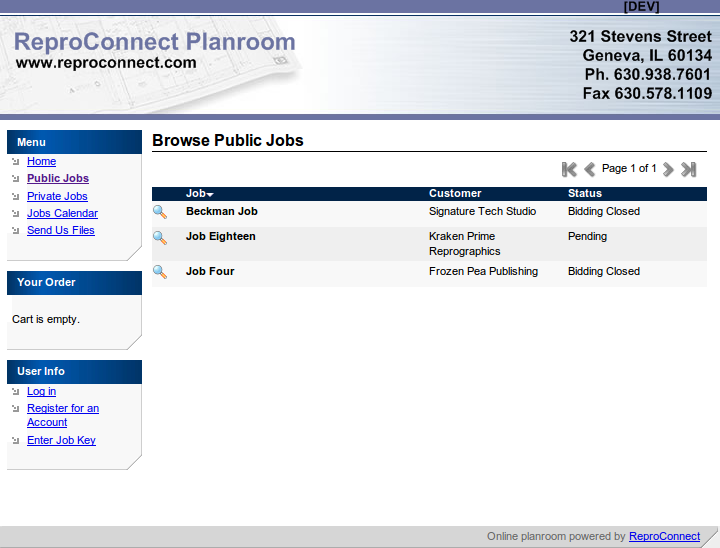 [DEV]
ReproConnect Planroom
www.reproconnect.com
321 Stevens Street
Geneva, IL 60134
Ph. 630.938.7601
Fax 630.578.1109
Menu
Home
Public Jobs
Private Jobs
Jobs Calendar
Send Us Files
Your Order
Cart is empty.
User Info
Log in
Register for an
Account
Enter Job Key
Browse Public Jobs
Page 1 of 1
Job Customer Status
Beckman Job Signature Tech Studio Bidding Closed
Job Eighteen Kraken Prime Pending
Reprographics
Job Four Frozen Pea Publishing Bidding Closed
Online planroom powered by ReproConnect